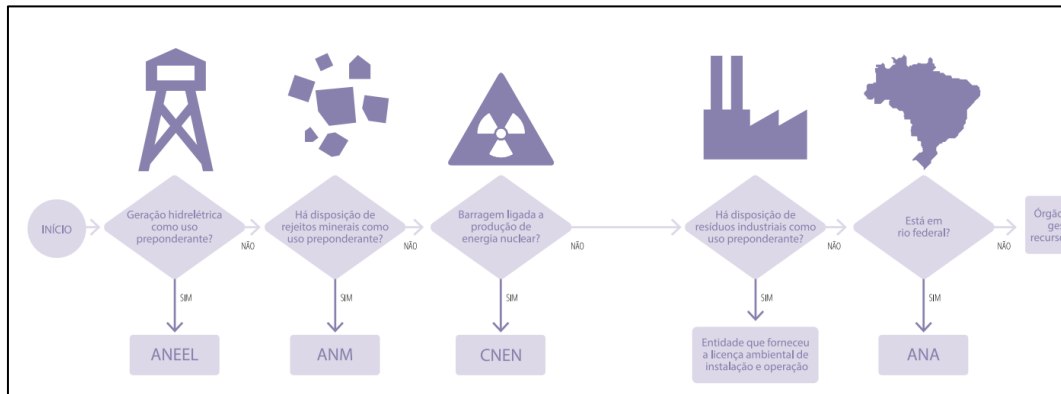 INÍCIO
Geração hidrelétrica
como uso
preponderante?
NÃO
SIM
ANEEL
Há disposição de
rejeitos minerais como
uso preponderante?
NÃO
SIM
ANM
Barragem ligada a
produção de
energia nuclear?
NÃO
SIM
CNEN
Há disposição de
resíduos industriais como
uso preponderante?
NÃO
SIM
Entidade que forneceu
a licença ambiental de
instalação e operação
Está em
rio federal?
NÃO
SIM
ANA